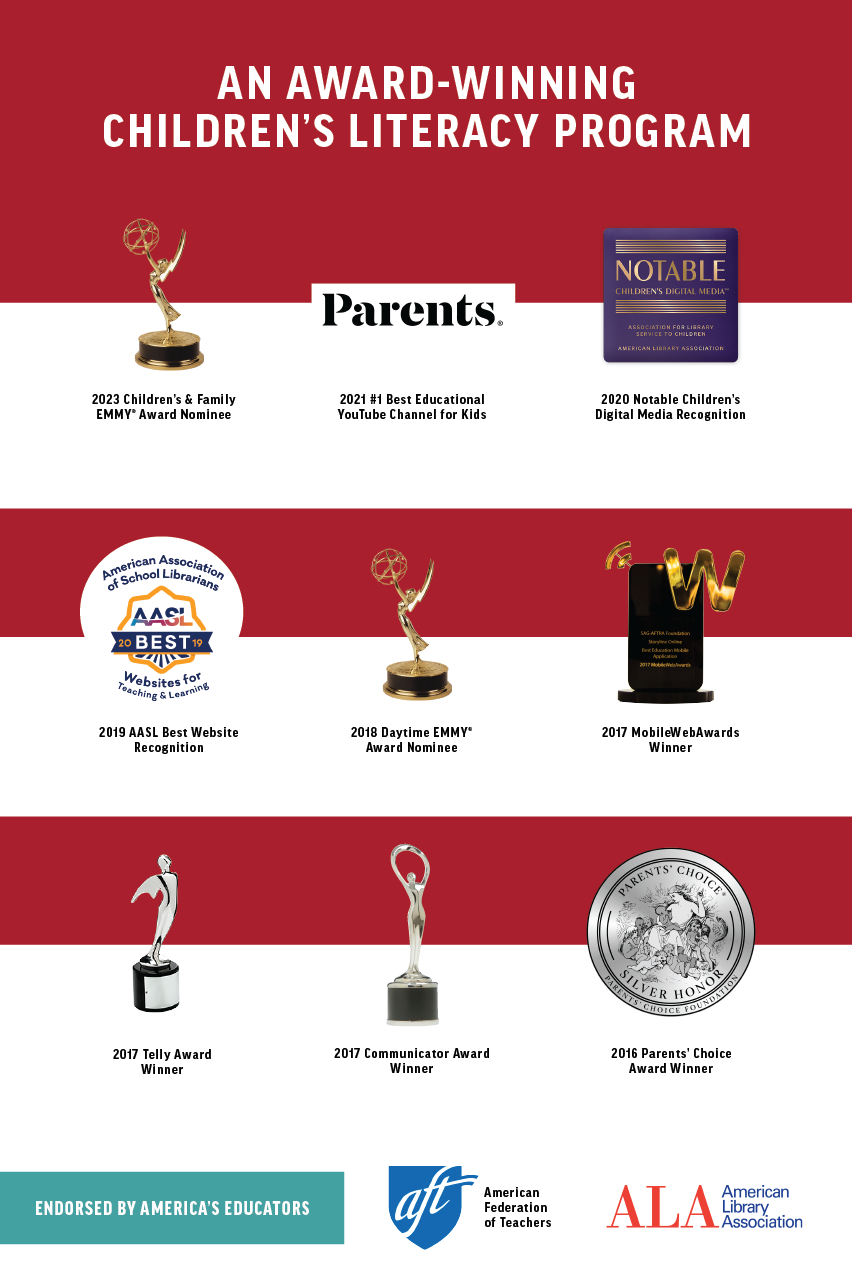 AN AWARD-WINNING
CHILDREN'S LITERACY PROGRAM
Parents®
NOTABLE
CHILDREN'S DIGITAL MEDIA™
ASSOCIATION FOR LIBRARY
SERVICE TO CHILDREN
AMERICAN LIBRARY ASSOCIATION
2023 Children's & Family
EMMY® Award Nominee
2021 #1 Best Educational
YouTube Channel for Kids
2020 Notable Children's
Digital Media Recognition
American Association
of School Librarians
AASL
20 BEST 19
Websites for
Teaching & Learning
W
SAG-AFTRA Foundation
Storyline Online
Best Education Mobile
Application
2017 MobileWebAwards
2019 AASL Best Website
Recognition
2018 Daytime EMMY®
Award Nominee
2017 MobileWebAwards
Winner
PARENTS' CHOICE®
SILVER HONOR
PARENTS' CHOICE FOUNDATION
2017 Telly Award
Winner
2017 Communicator Award
Winner
2016 Parents' Choice
Award Winner
ENDORSED BY AMERICA'S EDUCATORS
aft
American
Federation
of Teachers
ALA
American
Library
Association